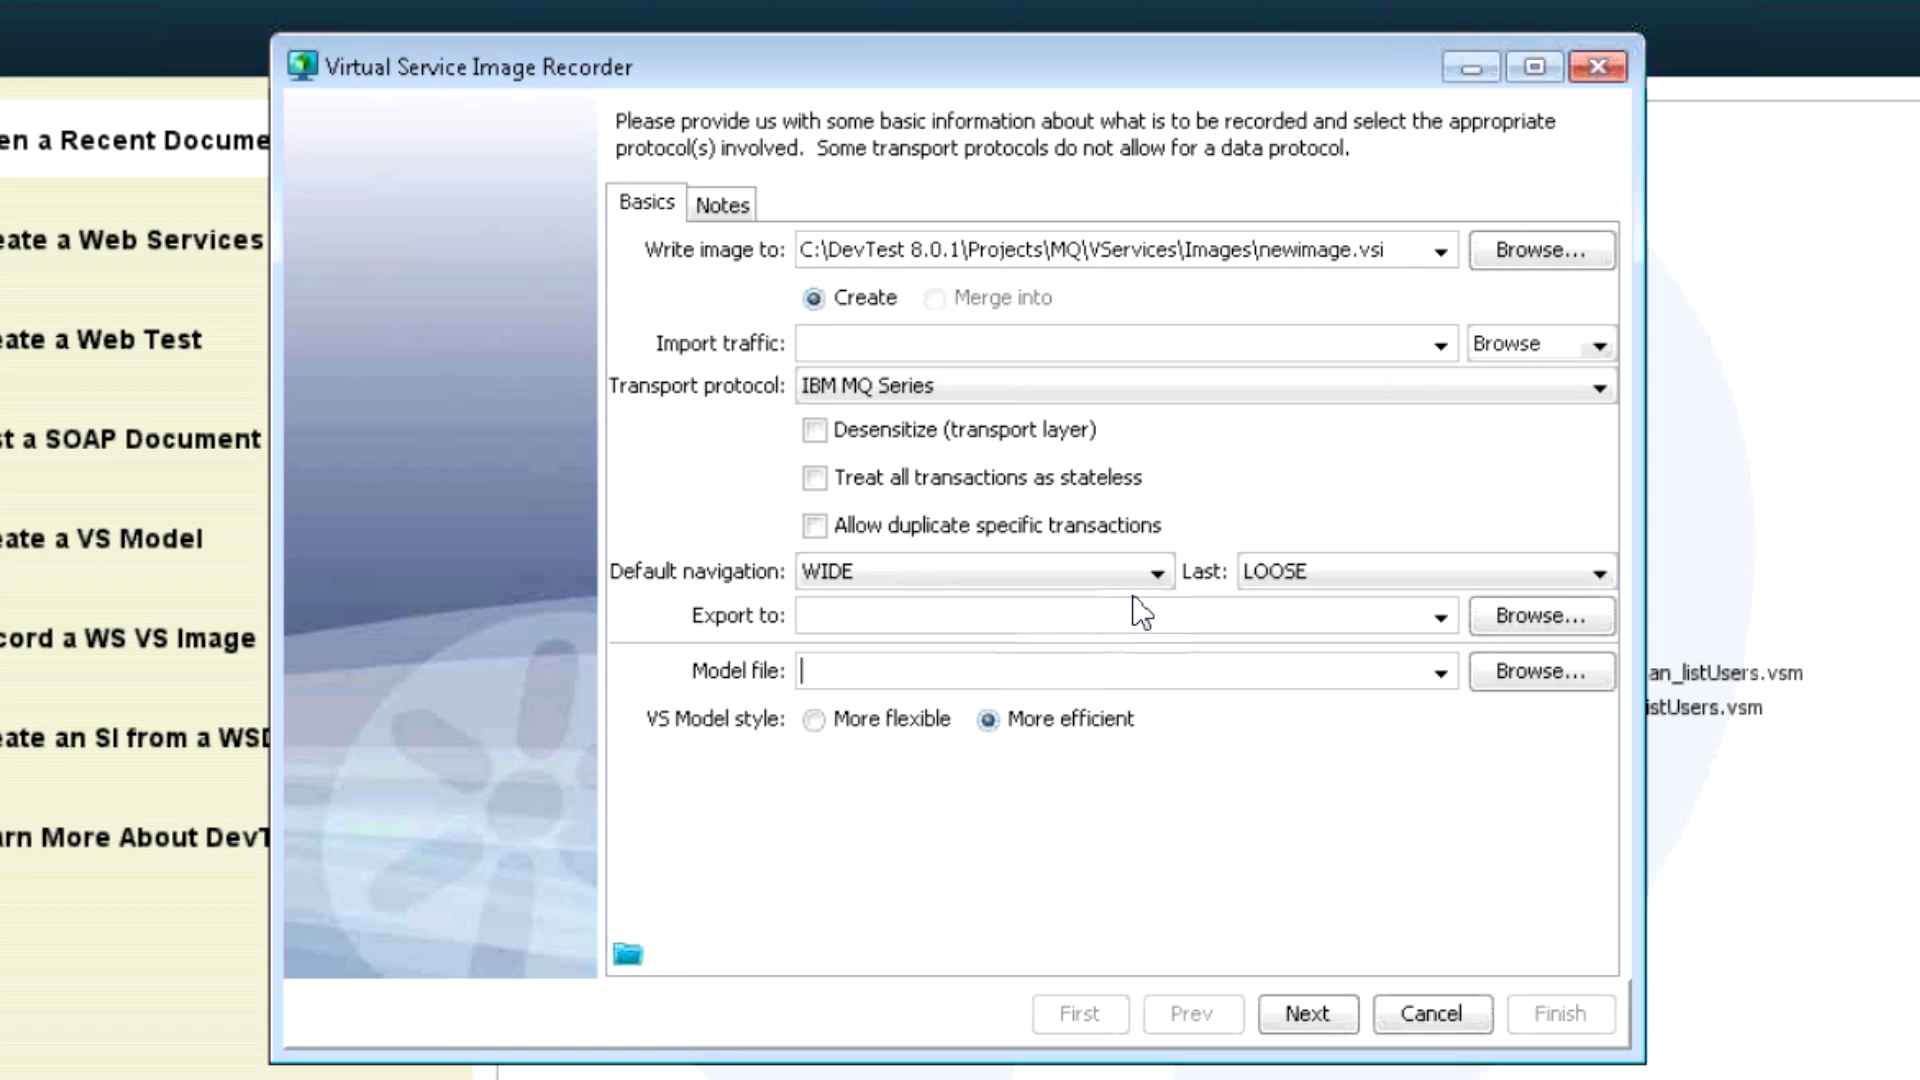 Virtual Service Image Recorder
Please provide us with some basic information about what is to be recorded and select the appropriate
protocol(s) involved. Some transport protocols do not allow for a data protocol.
Basics Notes
Write image to: C:\DevTest 8.0.1\Projects\MQ\VServices\Images\newimage.vsi Browse...
Create Merge into
Import traffic: Browse
Transport protocol: IBM MQ Series
Desensitize (transport layer)
Treat all transactions as stateless
Allow duplicate specific transactions
Default navigation: WIDE Last: LOOSE
Export to: Browse...
Model file: Browse...
VS Model style: More flexible More efficient
First Prev Next Cancel Finish
en a Recent Docume
eate a Web Services
eate a Web Test
st a SOAP Document
eate a VS Model
cord a WS VS Image
eate an SI from a WSD
arn More About DevT
an_listUsers.vsm
istUsers.vsm